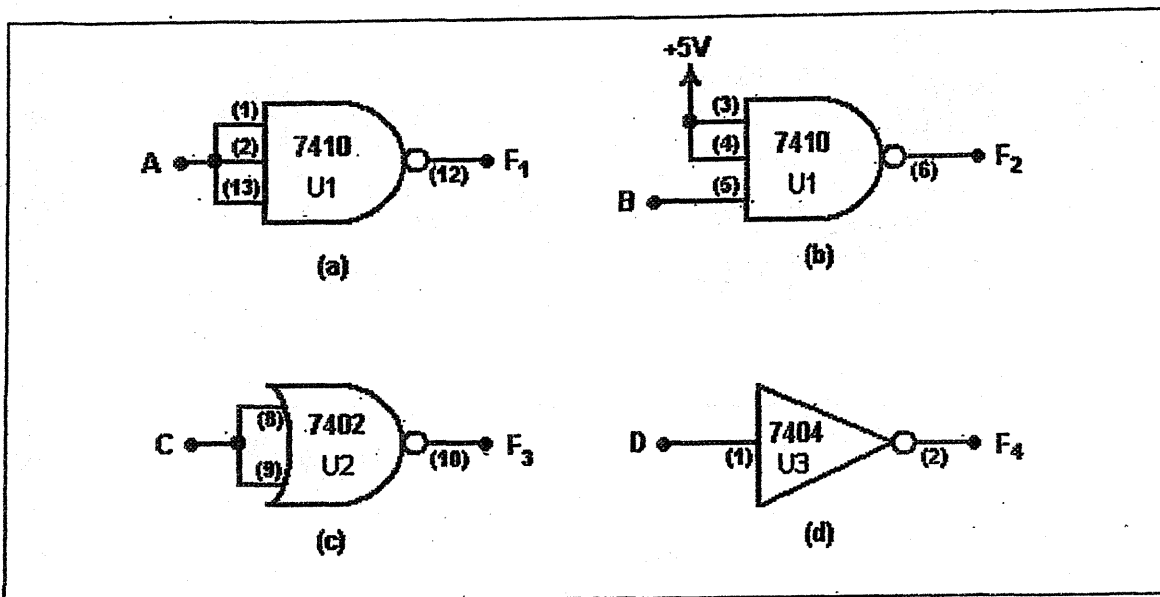 +5V
(1)
(2)
(13)
A
7410
U1
(12)
F1
(a)
(3)
(4)
(5)
B
7410
U1
(6)
F2
(b)
C
(8)
(9)
7402
U2
(10)
F3
(c)
D
(1)
7404
U3
(2)
F4
(d)